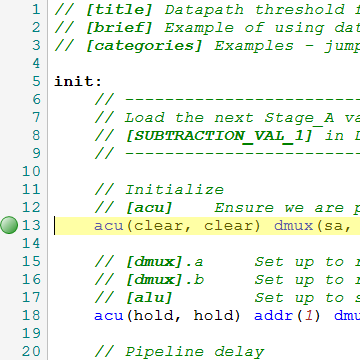 1 // [title] Datapath threshold
2 // [brief] Example of using dat
3 // [categories] Examples - jump
4
5 init:
6 // --------------------------
7 // Load the next Stage_A va
8 // [SUBTRACTION_VAL_1] in
9 // --------------------------
10
11 // Initialize
12 // [acu] Ensure we are p
13 acu(clear, clear) dmux(sa,
14
15 // [dmux].a Set up to
16 // [dmux].b Set up to
17 // [alu] Set up to s
18 acu(hold, hold) addr(1) dmu
19
20 // Pipeline delay